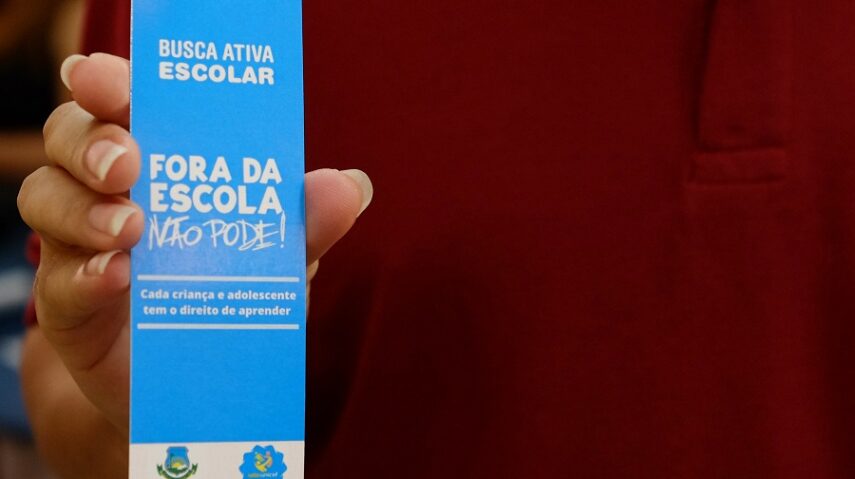 BUSCA ATIVA
ESCOLAR
FORA DA
ESCOLA
NÃO PODE!
Cada criança e adolescente
tem o direito de aprender